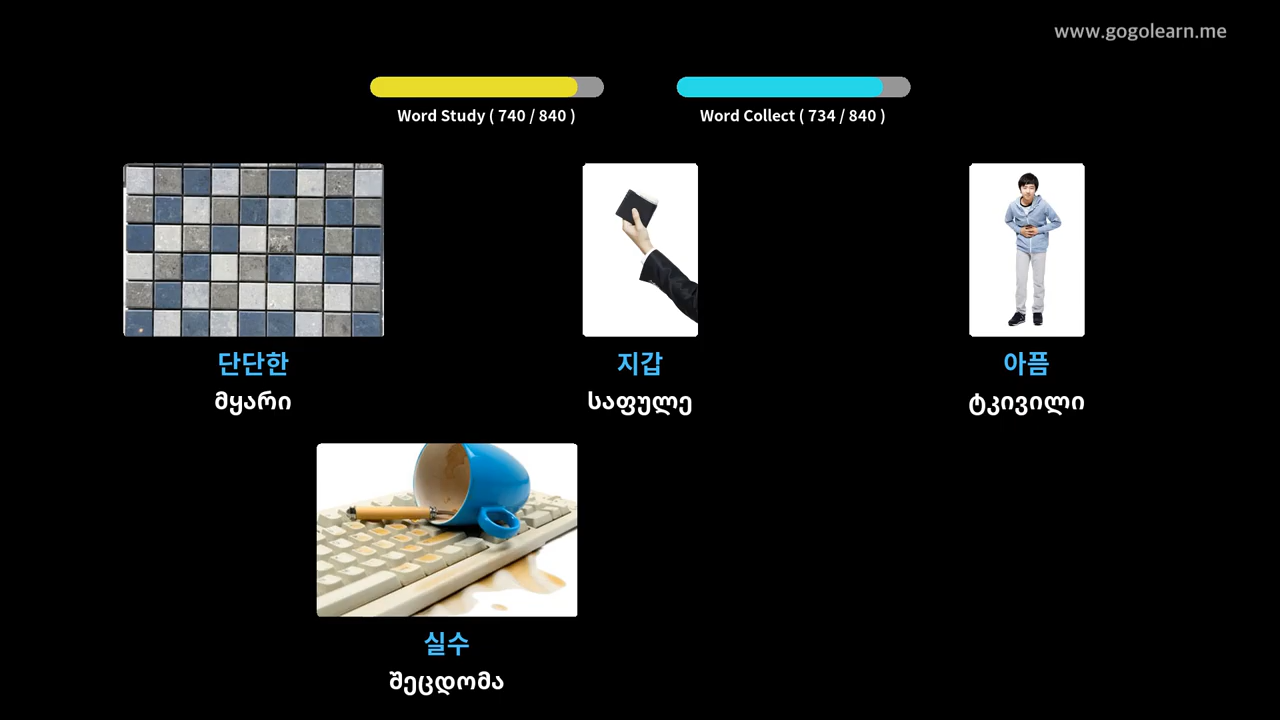 www.gogolearn.me
Word Study ( 740 / 840 )
Word Collect ( 734 / 840 )
단단한
მყარი
지갑
საფულე
아픔
ტკივილი
실수
შეცდომა